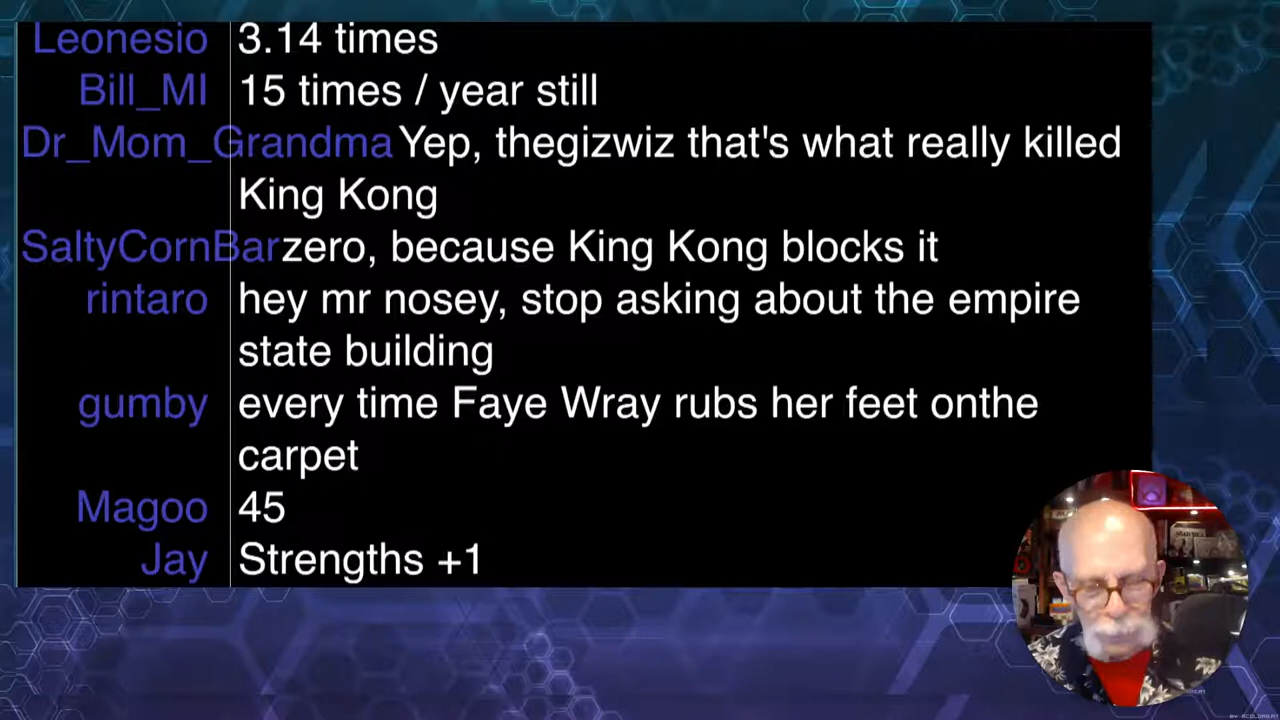 Leonesio 3.14 times
Bill_MI 15 times / year still
Dr_Mom_Grandma Yep, thegizwiz that's what really killed
King Kong
SaltyCornBar zero, because King Kong blocks it
rintaro hey mr nosey, stop asking about the empire
state building
gumby every time Faye Wray rubs her feet onthe
carpet
Magoo 45
Jay Strengths +1